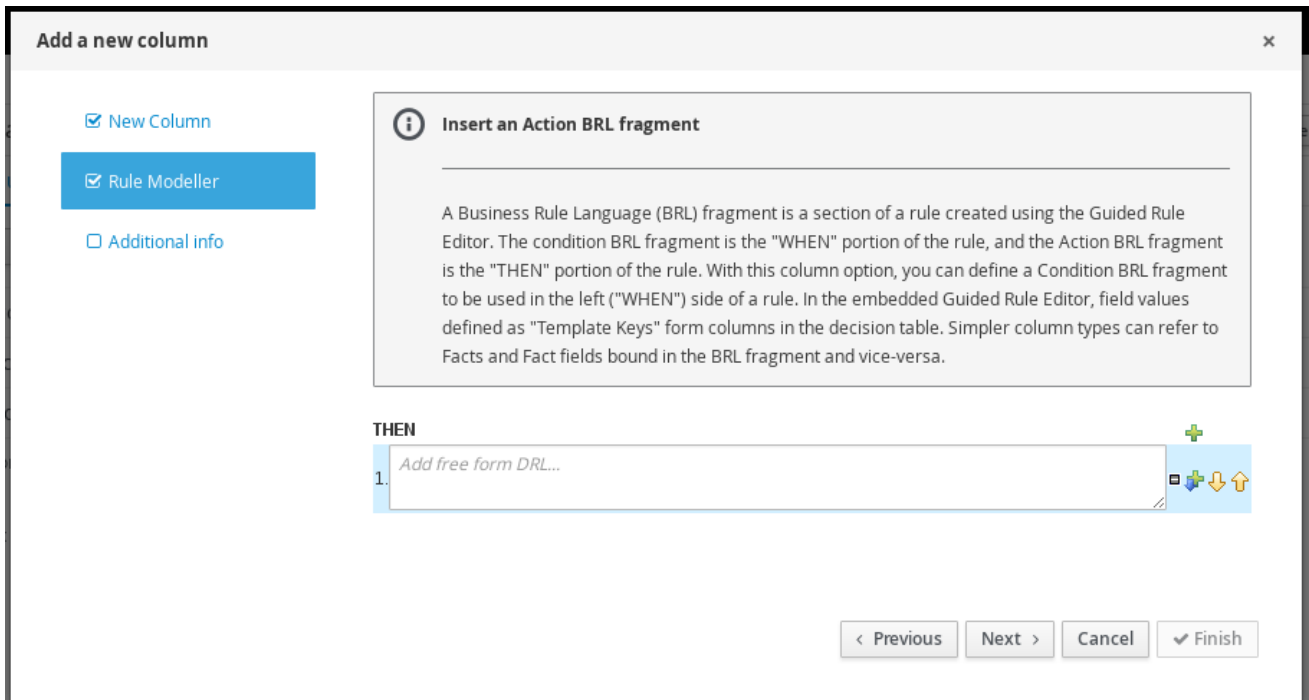 Add a new column
×
New Column
Rule Modeller
Additional info
Insert an Action BRL fragment
A Business Rule Language (BRL) fragment is a section of a rule created using the Guided Rule
Editor. The condition BRL fragment is the "WHEN" portion of the rule, and the Action BRL fragment
is the "THEN" portion of the rule. With this column option, you can define a Condition BRL fragment
to be used in the left ("WHEN") side of a rule. In the embedded Guided Rule Editor, field values
defined as "Template Keys" form columns in the decision table. Simpler column types can refer to
Facts and Fact fields bound in the BRL fragment and vice-versa.
THEN
1. Add free form DRL...
< Previous Next > Cancel Finish